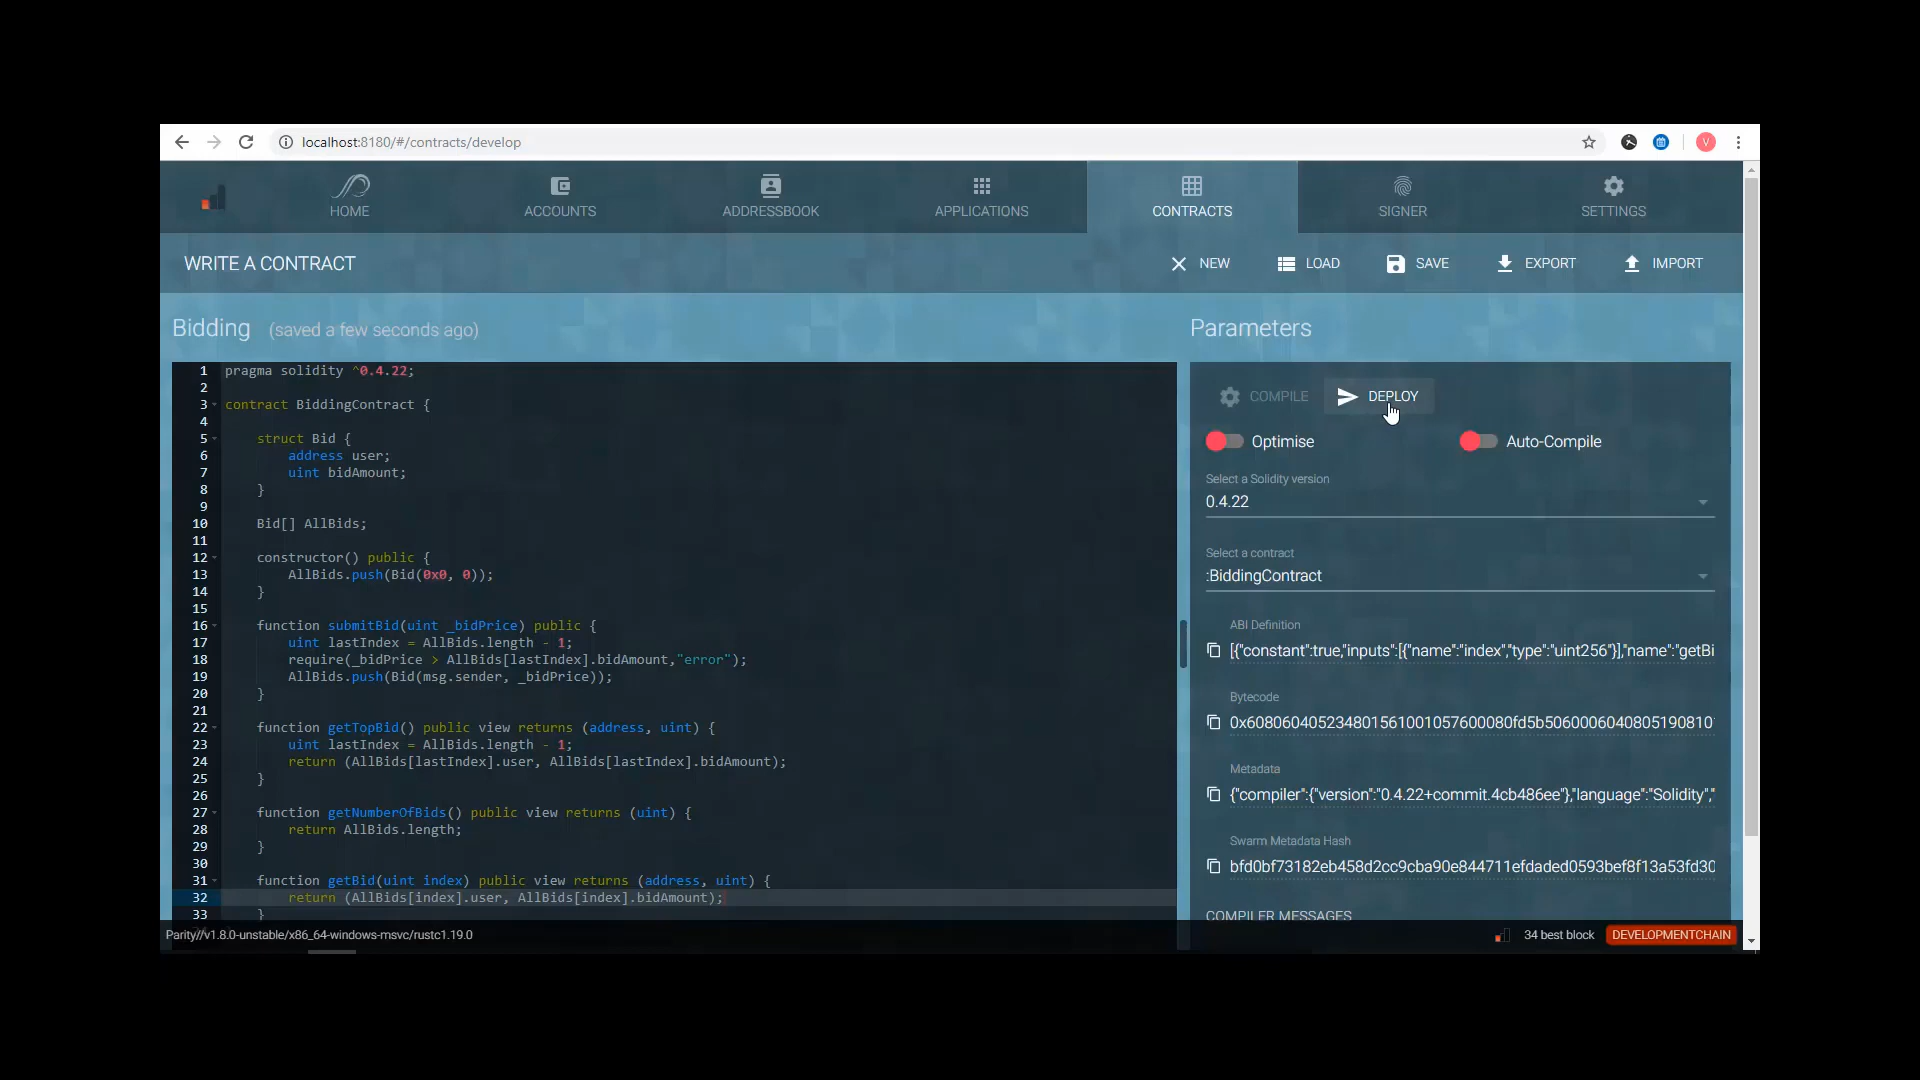 localhost:8180/#/contracts/develop
V
HOME
ACCOUNTS
ADDRESSBOOK
APPLICATIONS
CONTRACTS
SIGNER
SETTINGS
WRITE A CONTRACT
NEW
LOAD
SAVE
EXPORT
IMPORT
Bidding (saved a few seconds ago)
1 pragma solidity ^0.4.22;
2
3 contract BiddingContract {
4
5 struct Bid {
6 address user;
7 uint bidAmount;
8 }
9
10 Bid[] AllBids;
11
12 constructor() public {
13 AllBids.push(Bid(0x0, 0));
14 }
15
16 function submitBid(uint _bidPrice) public {
17 uint lastIndex = AllBids.length - 1;
18 require(_bidPrice > AllBids[lastIndex].bidAmount,"error");
19 AllBids.push(Bid(msg.sender, _bidPrice));
20 }
21
22 function getTopBid() public view returns (address, uint) {
23 uint lastIndex = AllBids.length - 1;
24 return (AllBids[lastIndex].user, AllBids[lastIndex].bidAmount);
25 }
26
27 function getNumberOfBids() public view returns (uint) {
28 return AllBids.length;
29 }
30
31 function getBid(uint index) public view returns (address, uint) {
32 return (AllBids[index].user, AllBids[index].bidAmount);
33 }
Parameters
COMPILE
DEPLOY
Optimise
Auto-Compile
Select a Solidity version
0.4.22
Select a contract
:BiddingContract
ABI Definition
[{"constant":true,"inputs":[{"name":"index","type":"uint256"}],"name":"getBi
Bytecode
0x608060405234801561001057600080fd5b506000604080519081​0
Metadata
{"compiler":{"version":"0.4.22+commit.4cb486ee"},"language":"Solidity","
Swarm Metadata Hash
bfd0bf73182eb458d2cc9cba90e844711efdaded0593bef8f13a53fd30
COMPILER MESSAGES
Parity//v1.8.0-unstable/x86_64-windows-msvc/rustc1.19.0
34 best block
DEVELOPMENTCHAIN